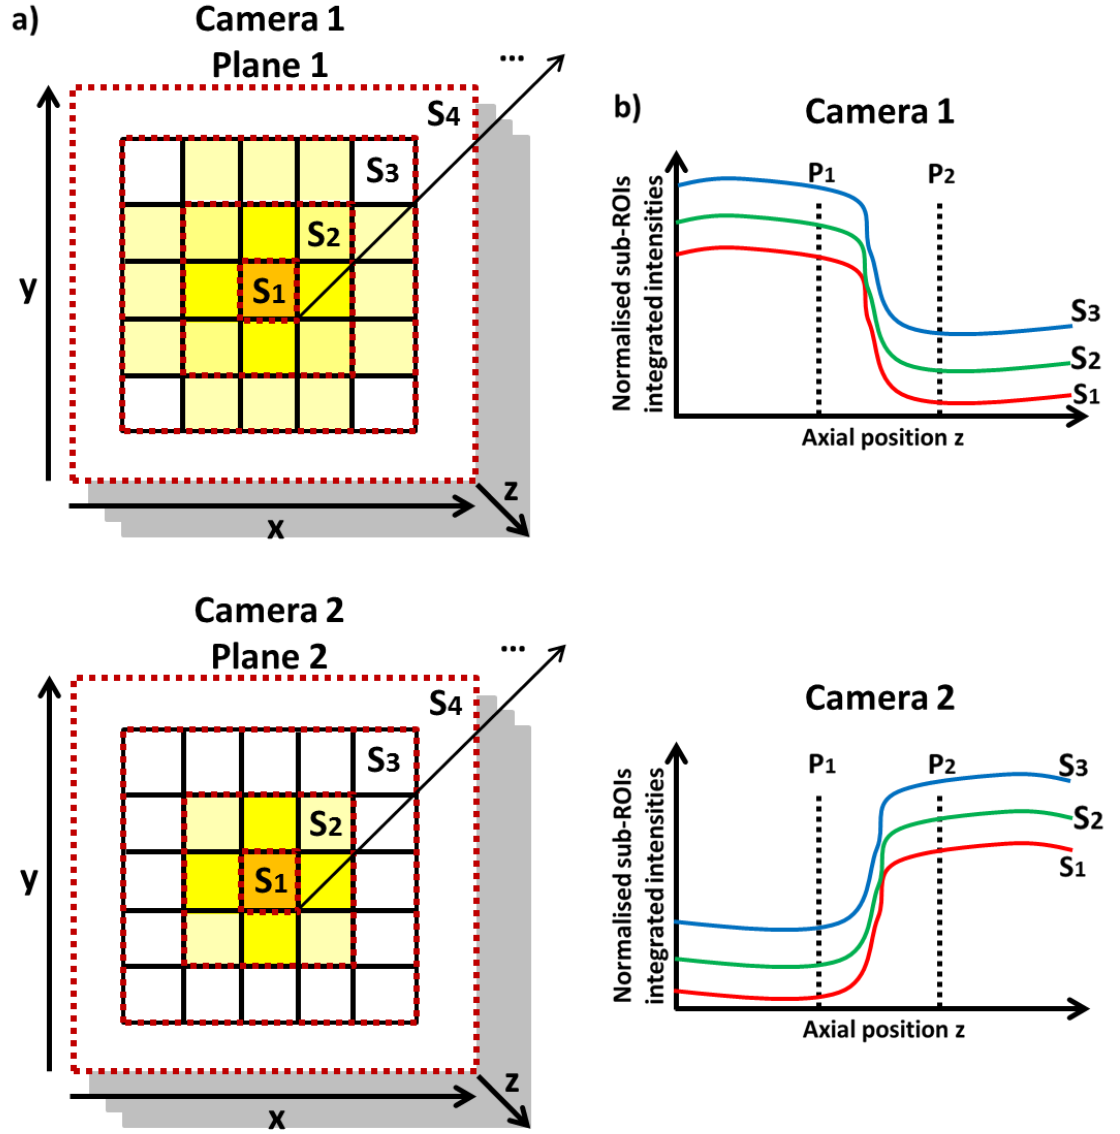 a)
Camera 1
Plane 1
...
S4
S3
S2
S1
y
x
z
b)
Camera 1
Normalised sub-ROIs
integrated intensities
P1
P2
S3
S2
S1
Axial position z
Camera 2
Plane 2
...
S4
S3
S2
S1
y
x
z
Camera 2
Normalised sub-ROIs
integrated intensities
P1
P2
S3
S2
S1
Axial position z